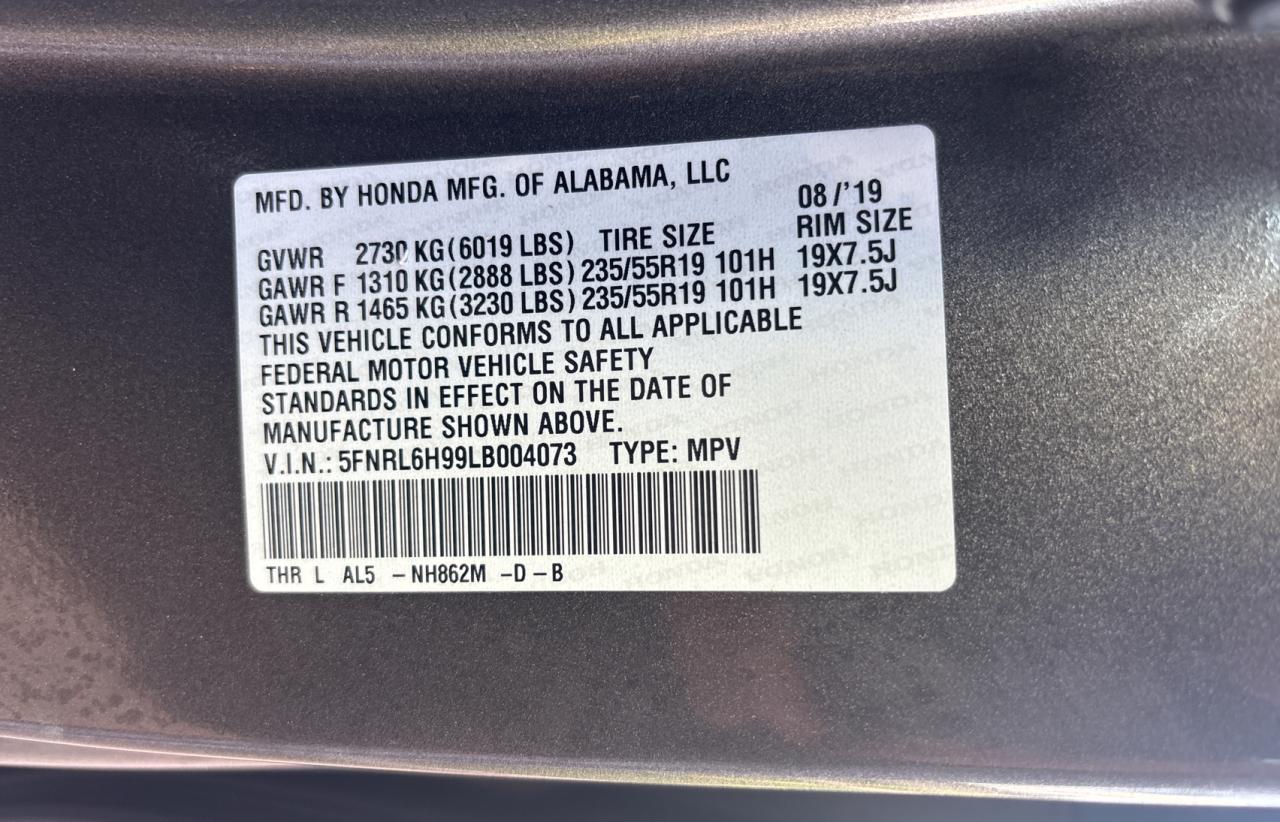 MFD. BY HONDA MFG. OF ALABAMA, LLC
08/'19
GVWR 2730 KG(6019 LBS) TIRE SIZE RIM SIZE
GAWR F 1310 KG(2888 LBS) 235/55R19 101H 19X7.5J
GAWR R 1465 KG(3230 LBS) 235/55R19 101H 19X7.5J
THIS VEHICLE CONFORMS TO ALL APPLICABLE
FEDERAL MOTOR VEHICLE SAFETY
STANDARDS IN EFFECT ON THE DATE OF
MANUFACTURE SHOWN ABOVE.
V.I.N.: 5FNRL6H99LB004073 TYPE: MPV
THR L AL5 -NH862M -D -B